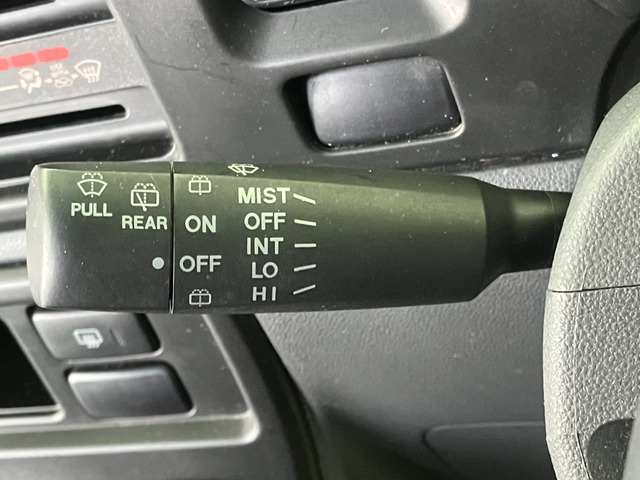 MIST
PULL
REAR
ON
OFF
INT
OFF
LO
HI